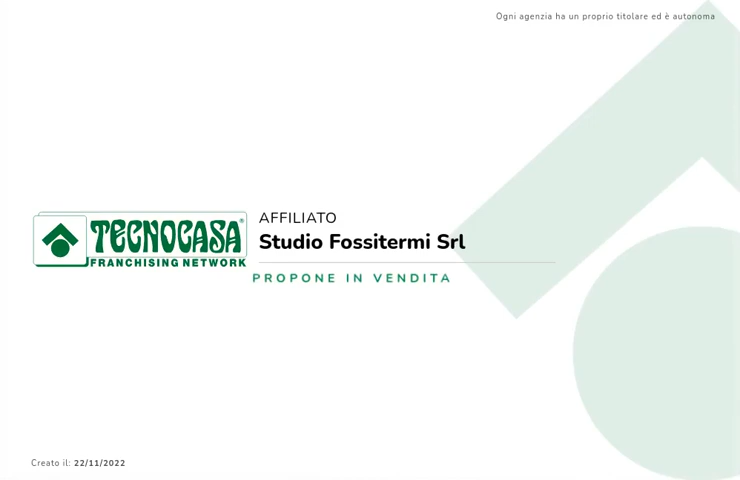 Ogni agenzia ha un proprio titolare ed è autonoma
AFFILIATO
TECNOCASA®
Studio Fossitermi Srl
FRANCHISING NETWORK
PROPONE IN VENDITA
Creato il: 22/11/2022